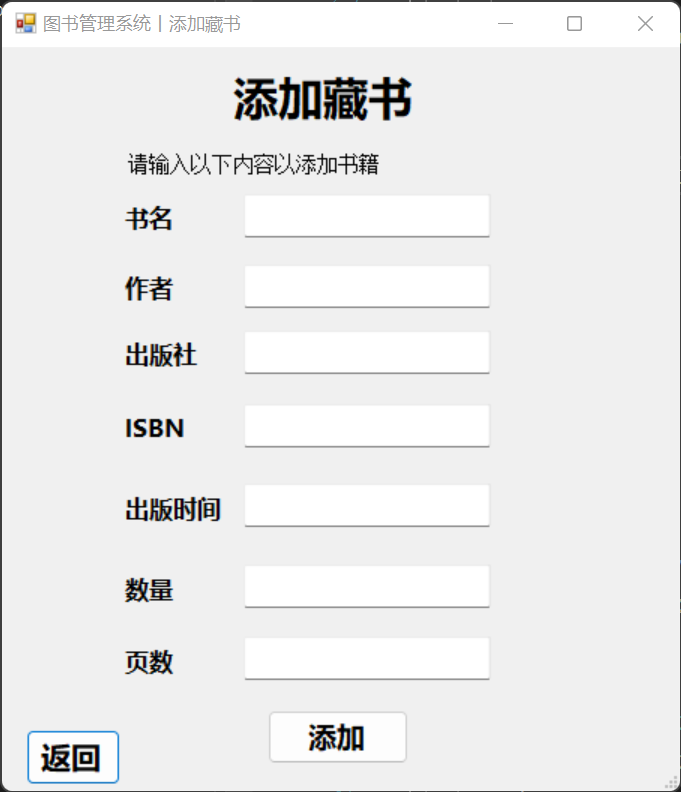 图书管理系统丨添加藏书
添加藏书
请输入以下内容以添加书籍
书名
作者
出版社
ISBN
出版时间
数量
页数
添加
返回